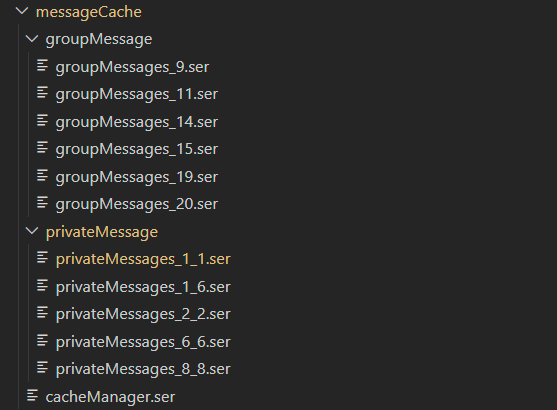 messageCache
groupMessage
groupMessages_9.ser
groupMessages_11.ser
groupMessages_14.ser
groupMessages_15.ser
groupMessages_19.ser
groupMessages_20.ser
privateMessage
privateMessages_1_1.ser
privateMessages_1_6.ser
privateMessages_2_2.ser
privateMessages_6_6.ser
privateMessages_8_8.ser
cacheManager.ser